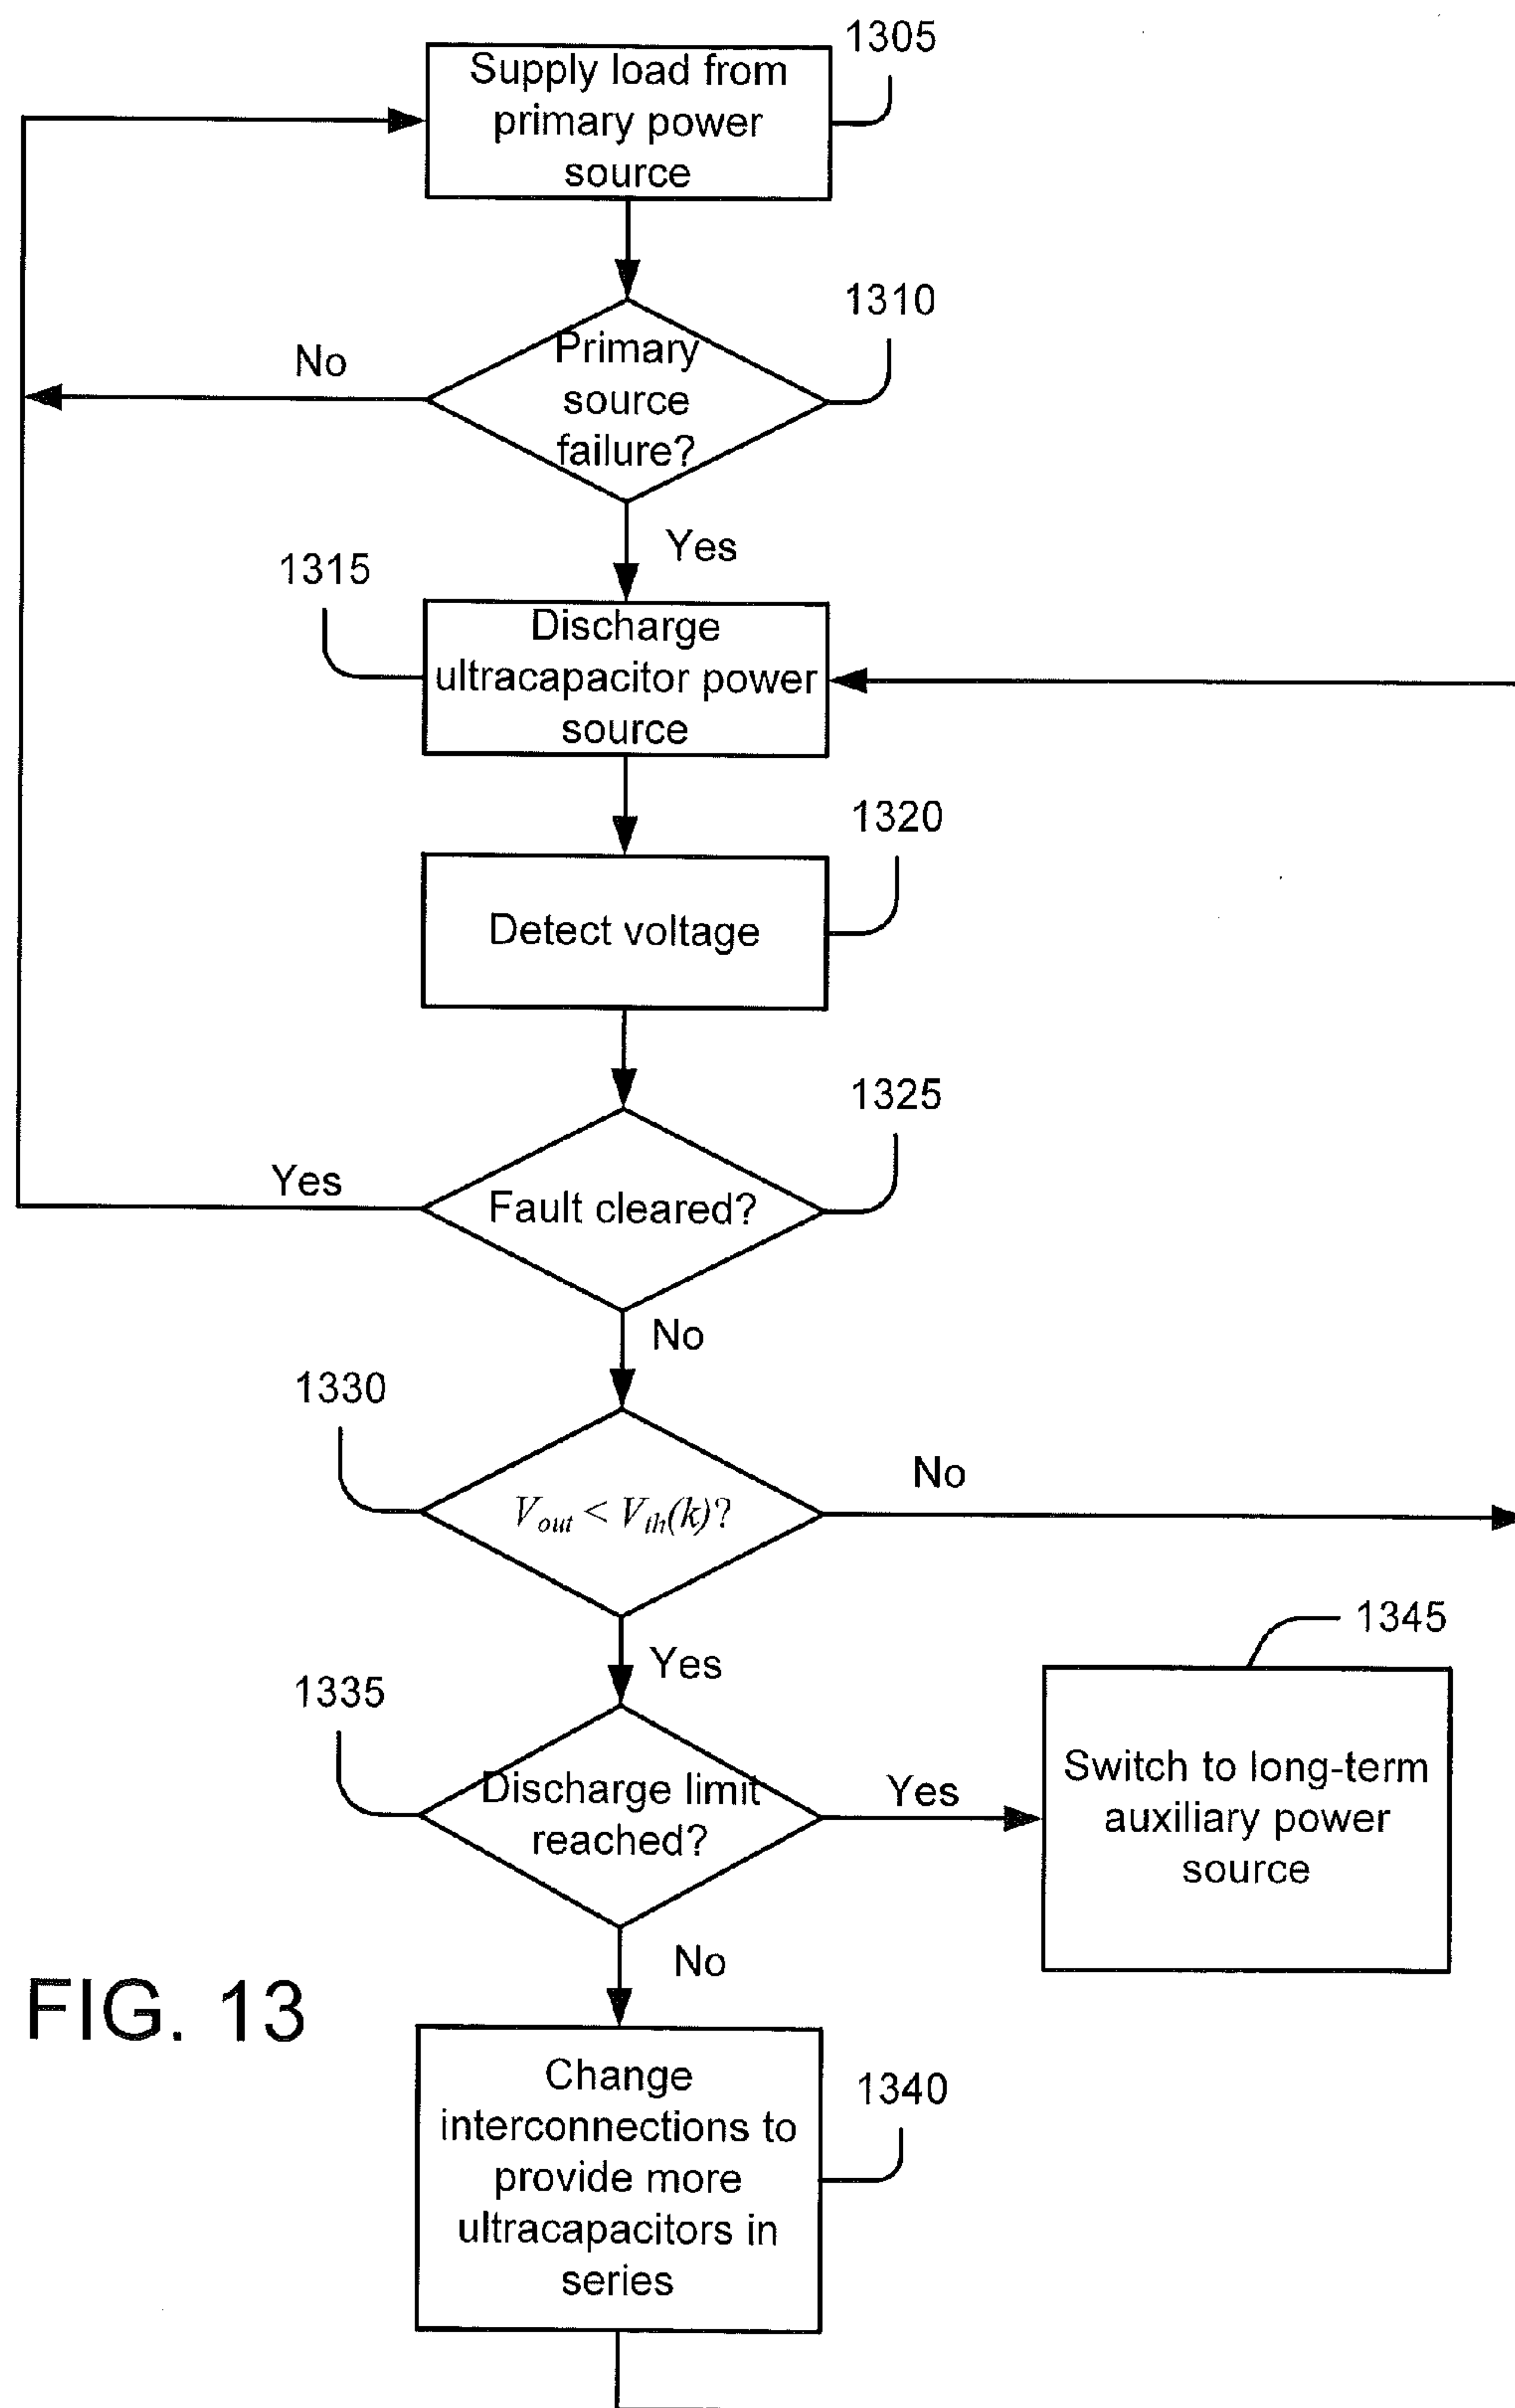 1305
Supply load from
primary power
source
1310
No
Primary
source
failure?
Yes
1315
Discharge
ultracapacitor power
source
1320
Detect voltage
1325
Yes
Fault cleared?
No
1330
No
Vout < Vth(k)?
1345
Yes
1335
Switch to long-term
auxiliary power
source
Discharge limit
reached?
Yes
No
FIG. 13
Change
interconnections to
provide more
ultracapacitors in
series
1340